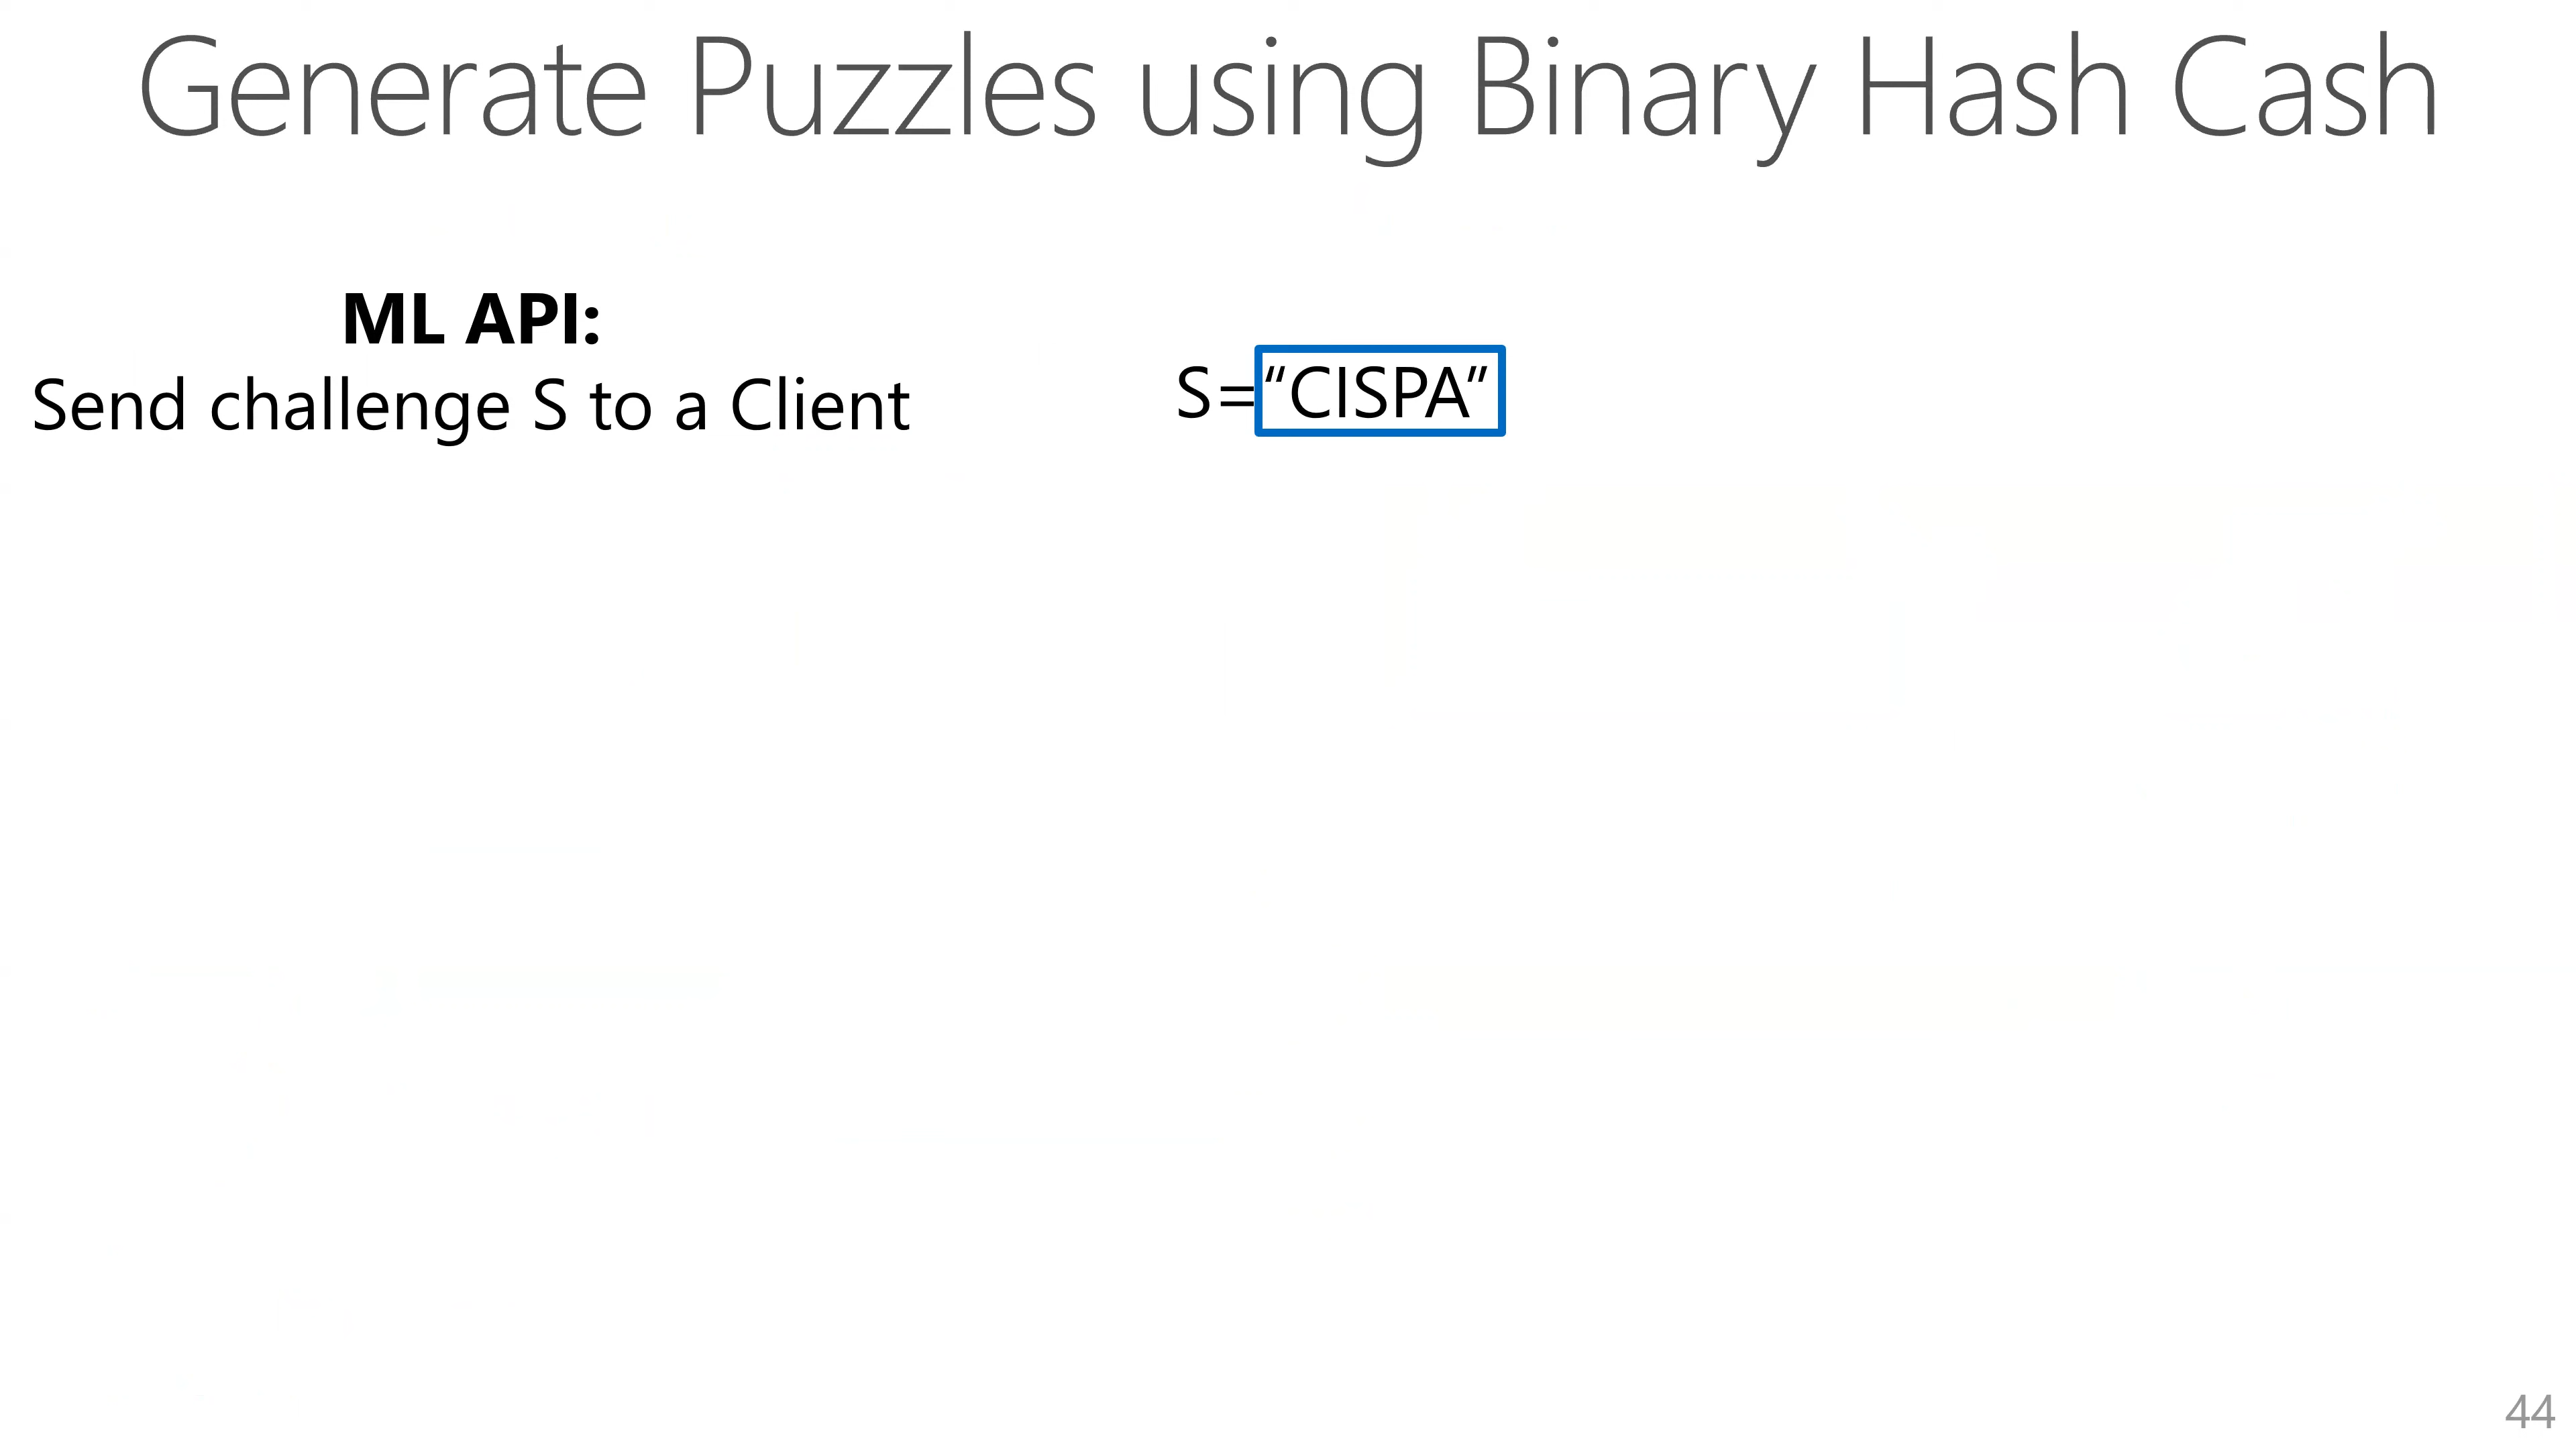 Generate Puzzles using Binary Hash Cash
ML API:
Send challenge S to a Client
S=“CISPA”
44